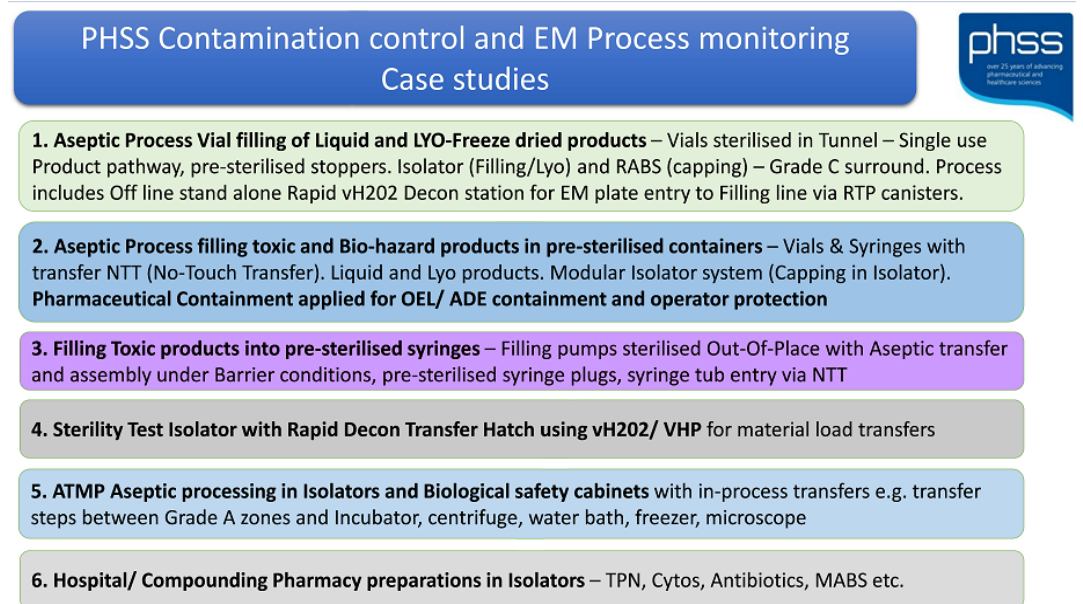 PHSS Contamination control and EM Process monitoring
Case studies
phss
over 25 years of advancing
pharmaceutical and
healthcare sciences
1. Aseptic Process Vial filling of Liquid and LYO-Freeze dried products – Vials sterilised in Tunnel – Single use
Product pathway, pre-sterilised stoppers. Isolator (Filling/Lyo) and RABS (capping) – Grade C surround. Process
includes Off line stand alone Rapid vH202 Decon station for EM plate entry to Filling line via RTP canisters.
2. Aseptic Process filling toxic and Bio-hazard products in pre-sterilised containers – Vials & Syringes with
transfer NTT (No-Touch Transfer). Liquid and Lyo products. Modular Isolator system (Capping in Isolator).
Pharmaceutical Containment applied for OEL/ ADE containment and operator protection
3. Filling Toxic products into pre-sterilised syringes – Filling pumps sterilised Out-Of-Place with Aseptic transfer
and assembly under Barrier conditions, pre-sterilised syringe plugs, syringe tub entry via NTT
4. Sterility Test Isolator with Rapid Decon Transfer Hatch using vH202/ VHP for material load transfers
5. ATMP Aseptic processing in Isolators and Biological safety cabinets with in-process transfers e.g. transfer
steps between Grade A zones and Incubator, centrifuge, water bath, freezer, microscope
6. Hospital/ Compounding Pharmacy preparations in Isolators – TPN, Cytos, Antibiotics, MABS etc.